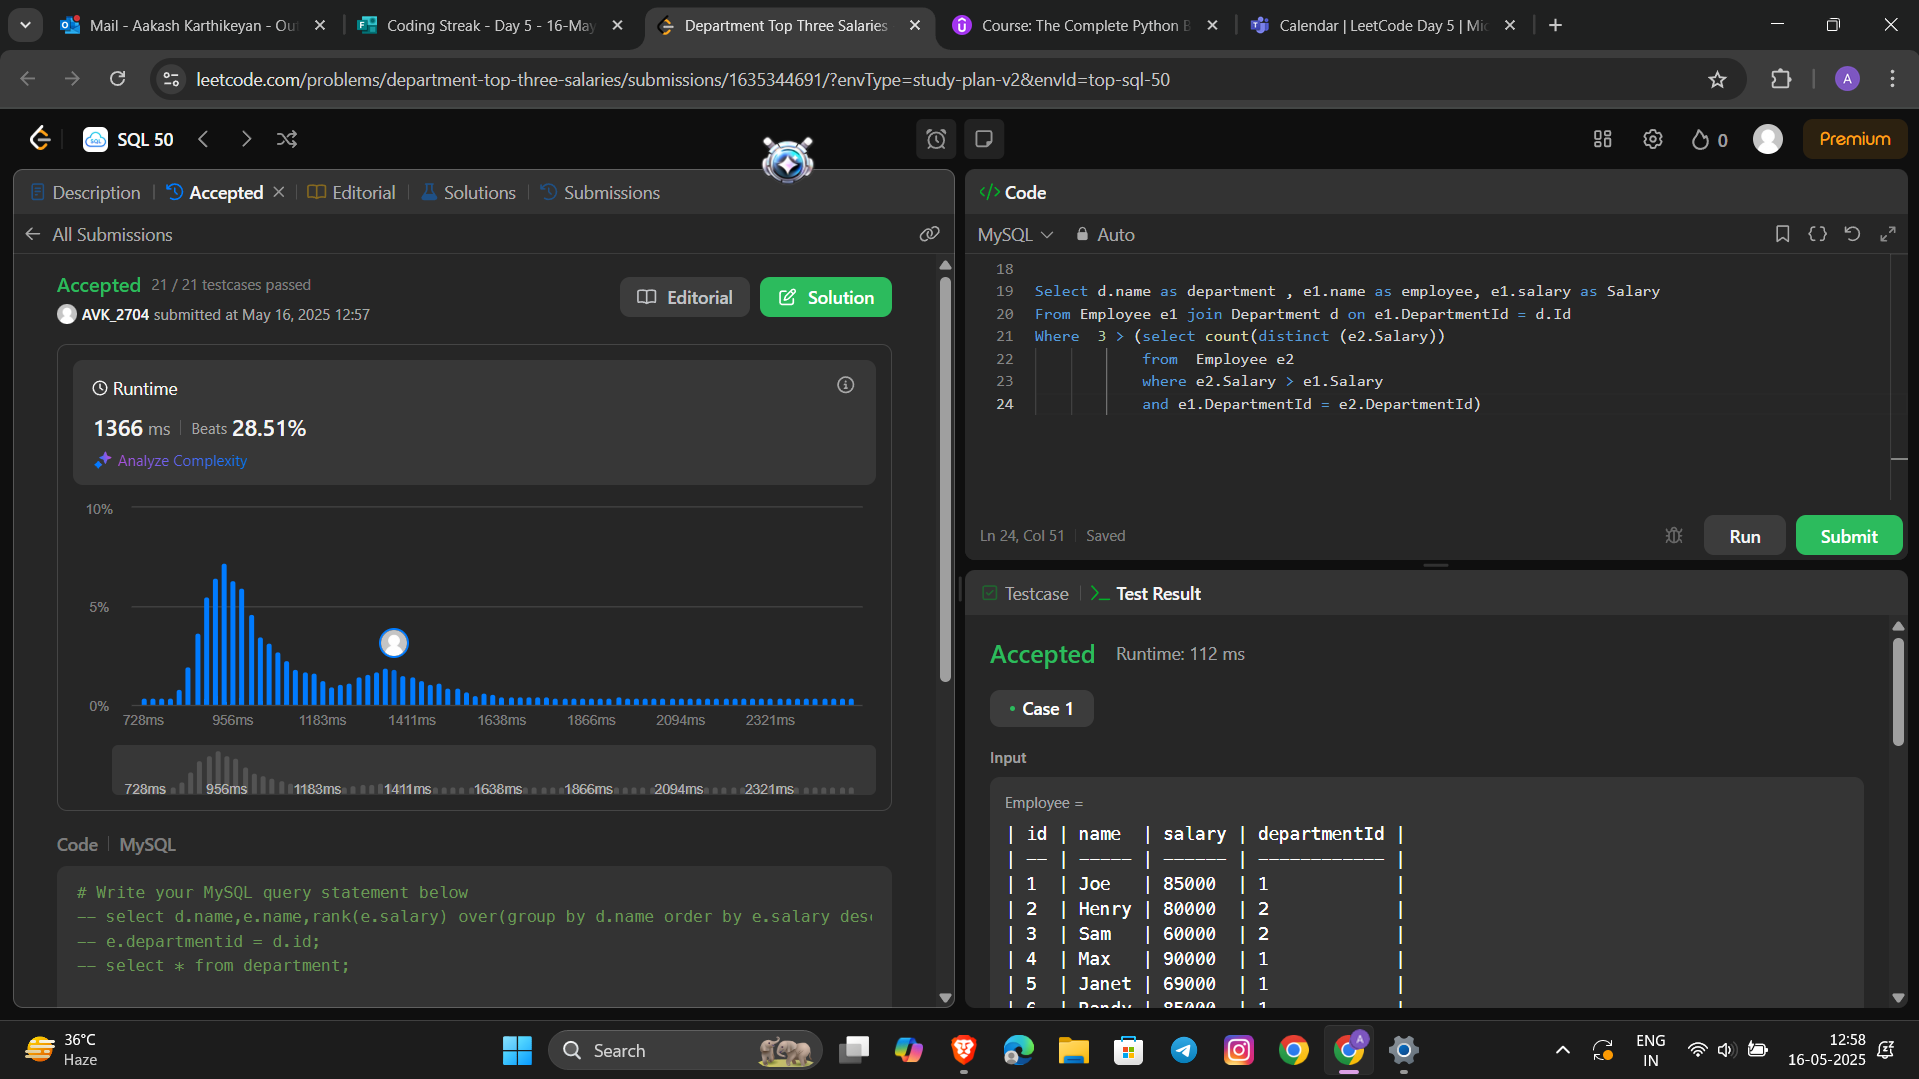 Mail - Aakash Karthikeyan - Ou
Coding Streak - Day 5 - 16-May
Department Top Three Salaries
Course: The Complete Python B
Calendar | LeetCode Day 5 | Mic
leetcode.com/problems/department-top-three-salaries/submissions/1635344691/?envType=study-plan-v2&envId=top-sql-50
A
SQL 50
0
Premium
Description
Accepted
Editorial
Solutions
Submissions
All Submissions
Accepted 21 / 21 testcases passed
AVK_2704 submitted at May 16, 2025 12:57
Editorial
Solution
Runtime
1366 ms Beats 28.51%
Analyze Complexity
10%
5%
0%
728ms 956ms 1183ms 1411ms 1638ms 1866ms 2094ms 2321ms
728ms 956ms 1183ms 1411ms 1638ms 1866ms 2094ms 2321ms
Code MySQL
# Write your MySQL query statement below
-- select d.name,e.name,rank(e.salary) over(group by d.name order by e.salary desc
-- e.departmentid = d.id;
-- select * from department;
</> Code
MySQL Auto
18
19 Select d.name as department , e1.name as employee, e1.salary as Salary
20 From Employee e1 join Department d on e1.DepartmentId = d.Id
21 Where 3 > (select count(distinct (e2.Salary))
22 from Employee e2
23 where e2.Salary > e1.Salary
24 and e1.DepartmentId = e2.DepartmentId)
Ln 24, Col 51 Saved
Run
Submit
Testcase
Test Result
Accepted Runtime: 112 ms
Case 1
Input
Employee =
| id | name | salary | departmentId |
| -- | ----- | ------ | ------------ |
| 1 | Joe | 85000 | 1 |
| 2 | Henry | 80000 | 2 |
| 3 | Sam | 60000 | 2 |
| 4 | Max | 90000 | 1 |
| 5 | Janet | 69000 | 1 |
| 6 | Randy | 85000 | 1 |
36°C
Haze
Search
A
ENG
IN
12:58
16-05-2025